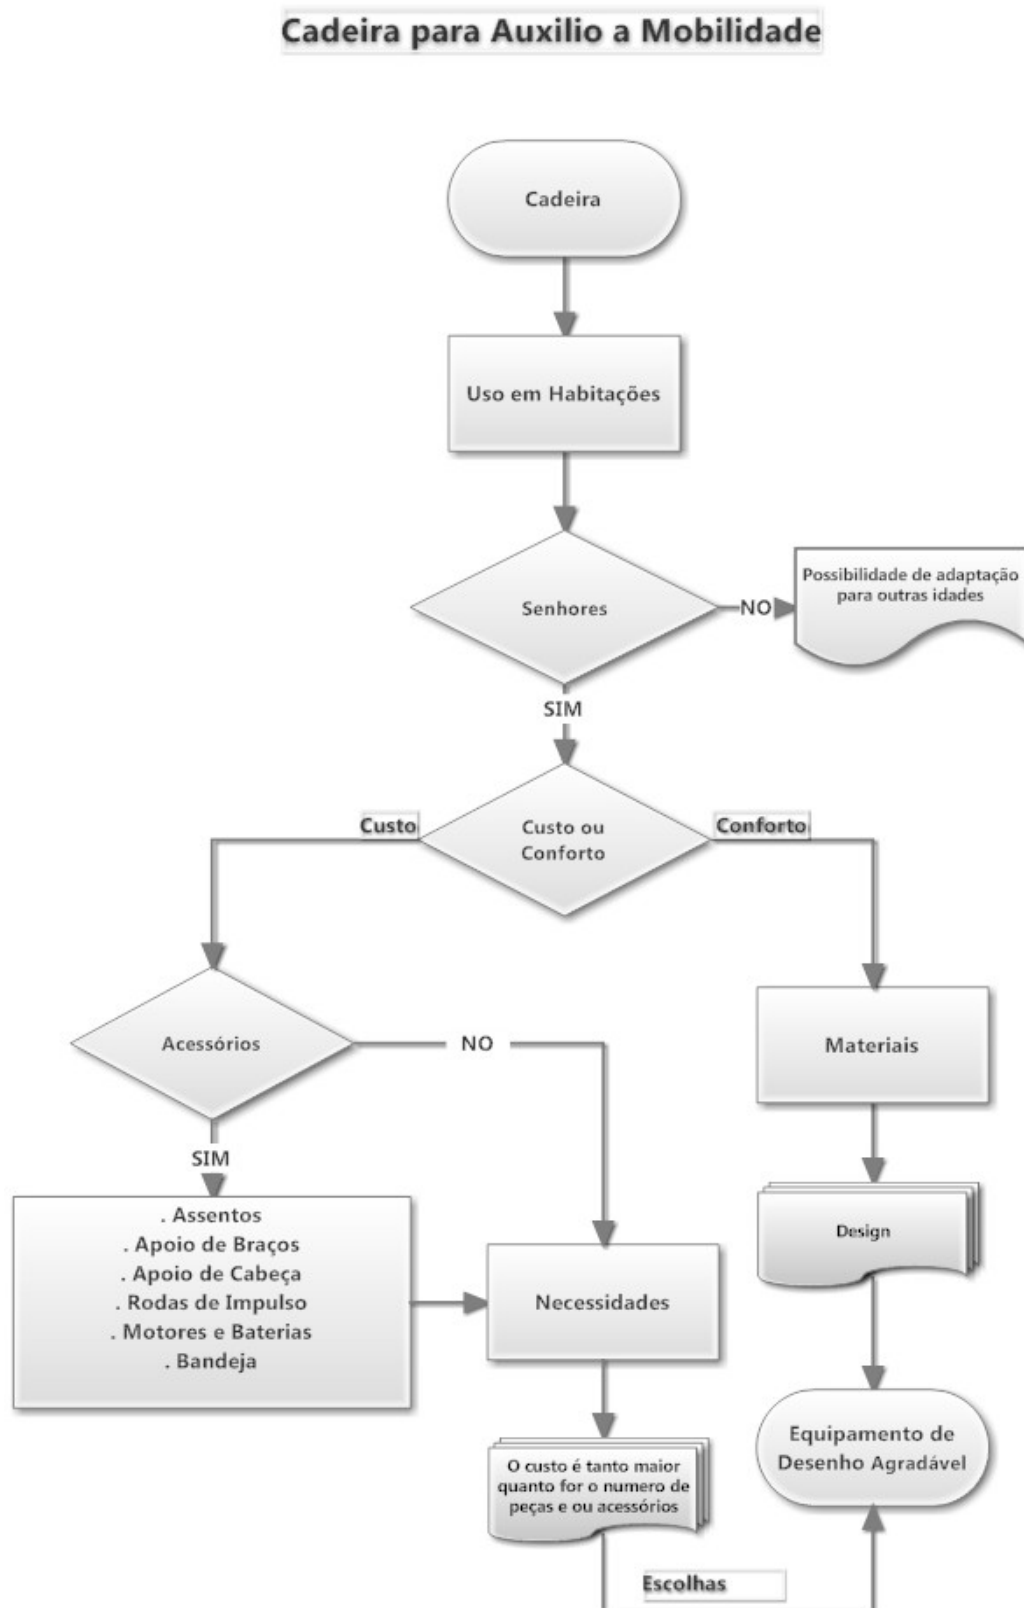 Cadeira para Auxilio a Mobilidade
Cadeira
Uso em Habitações
Senhores
NO
Possibilidade de adaptação
para outras idades
SIM
Custo
Custo ou
Conforto
Conforto
Acessórios
NO
Materiais
SIM
. Assentos
. Apoio de Braços
. Apoio de Cabeça
. Rodas de Impulso
. Motores e Baterias
. Bandeja
Necessidades
Design
O custo é tanto maior
quanto for o numero de
peças e ou acessórios
Equipamento de
Desenho Agradável
Escolhas